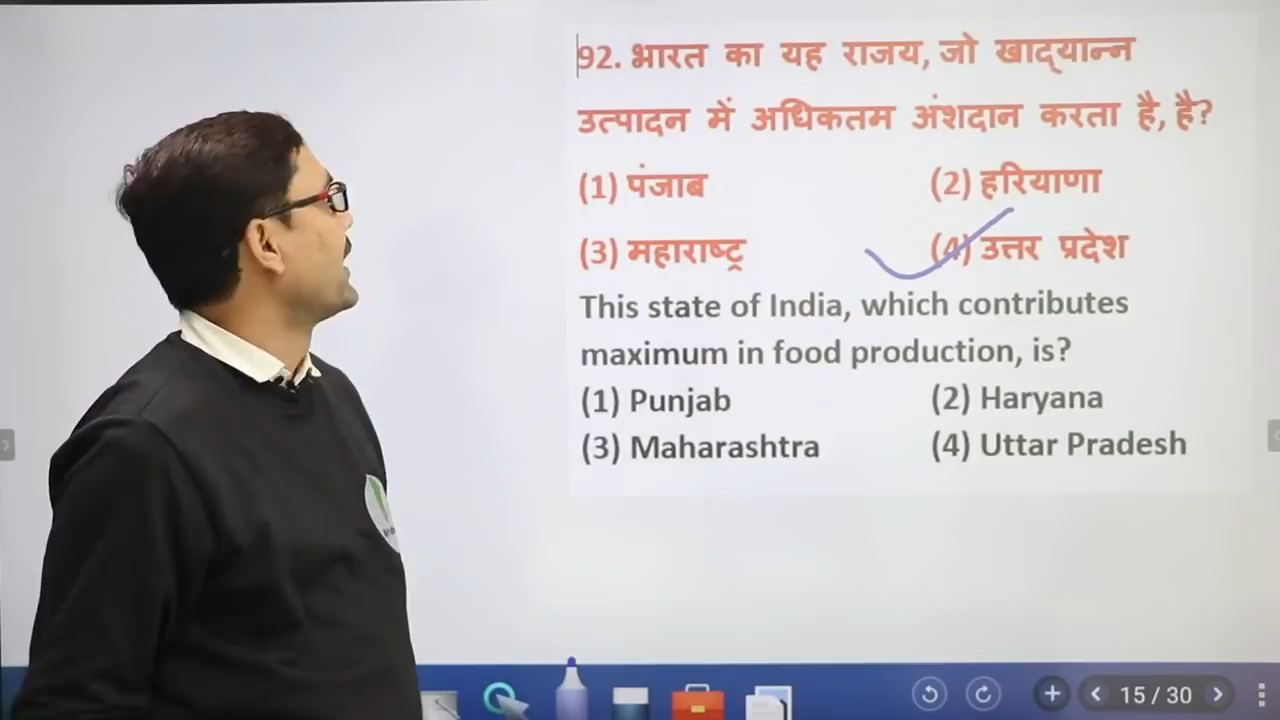 92. भारत का यह राजय, जो खाद्यान्न
उत्पादन में अधिकतम अंशदान करता है, है?
(1) पंजाब (2) हरियाणा
(3) महाराष्ट्र (4) उत्तर प्रदेश
This state of India, which contributes
maximum in food production, is?
(1) Punjab (2) Haryana
(3) Maharashtra (4) Uttar Pradesh
15 / 30